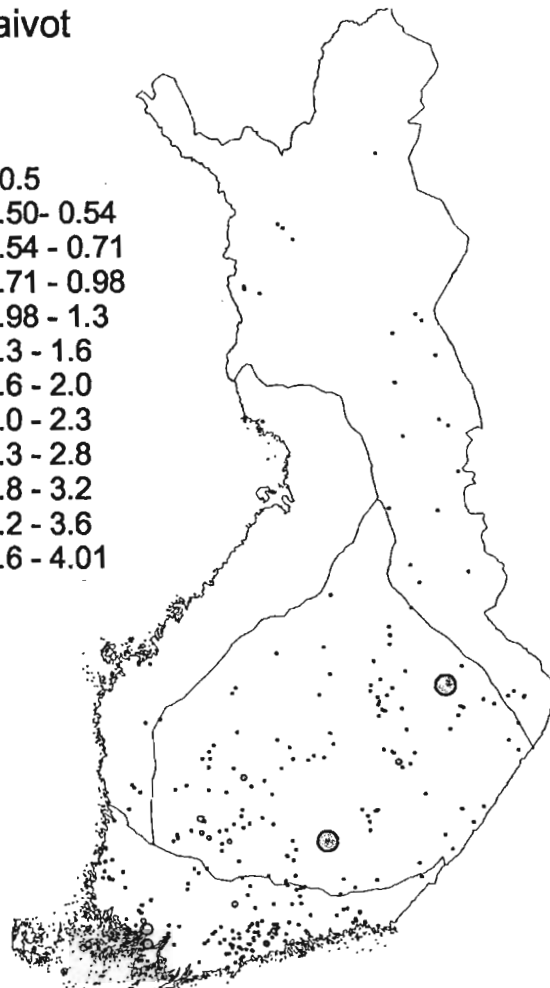 aivot
0.5
.50- 0.54
.54 - 0.71
.71 - 0.98
.98 - 1.3
.3 - 1.6
.6 - 2.0
.0 - 2.3
.3 - 2.8
.8 - 3.2
.2 - 3.6
.6 - 4.01